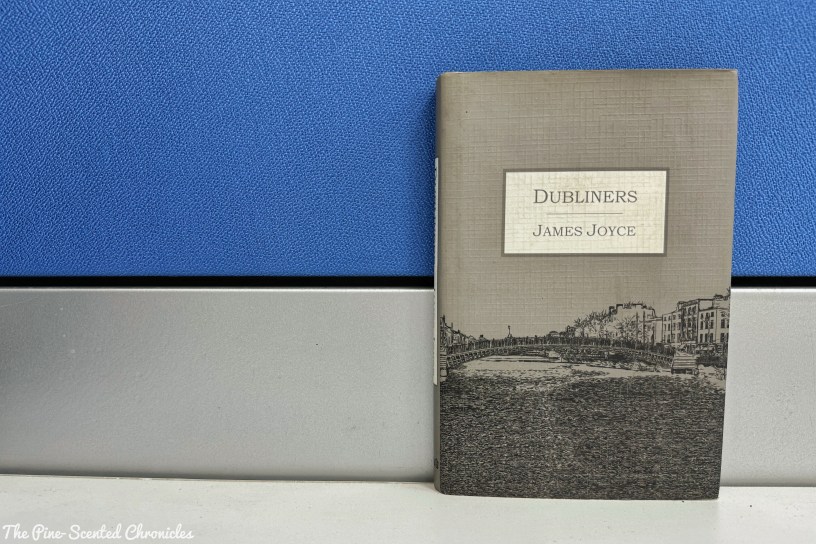 DUBLINERS
JAMES JOYCE
The Pine-Scented Chronicles